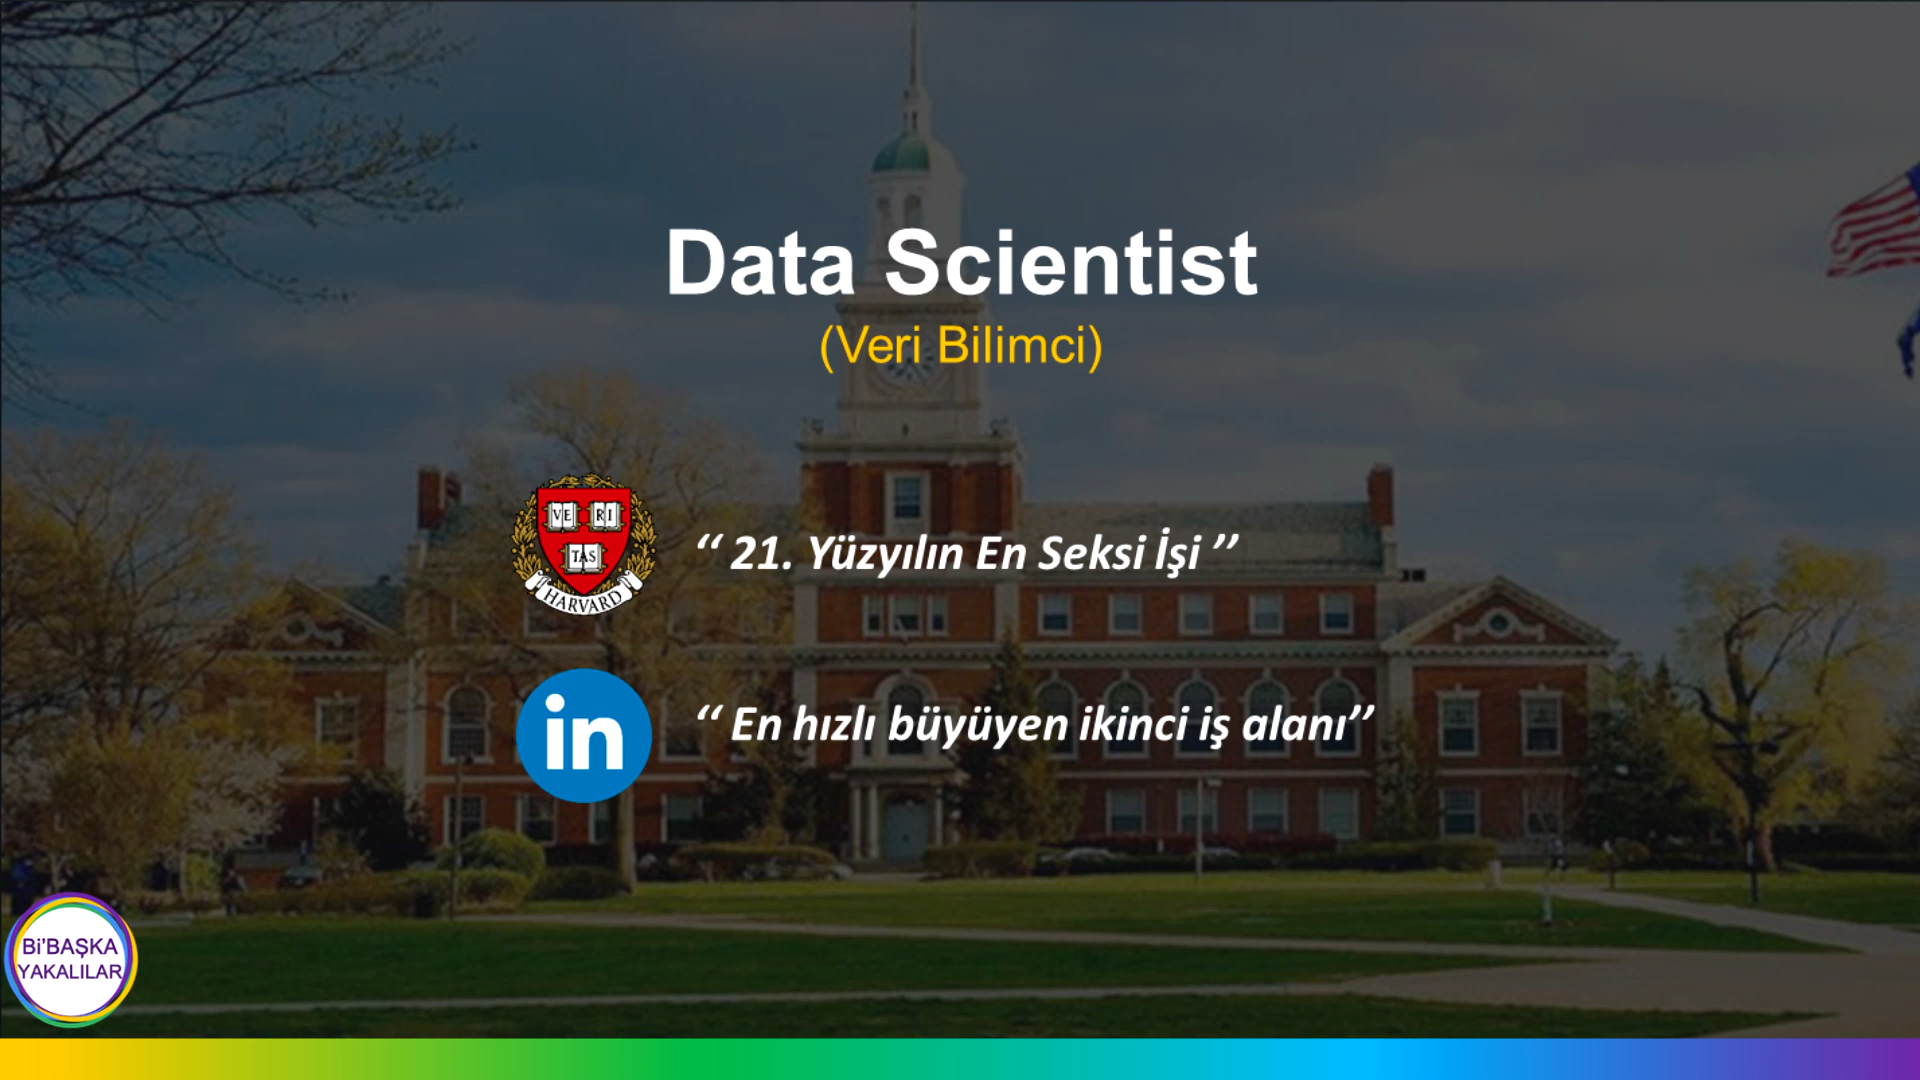 Data Scientist
(Veri Bilimci)
VE RI
TAS
HARVARD
“ 21. Yüzyılın En Seksi İşi ”
in
“ En hızlı büyüyen ikinci iş alanı”
Bi’BAŞKA
YAKALILAR